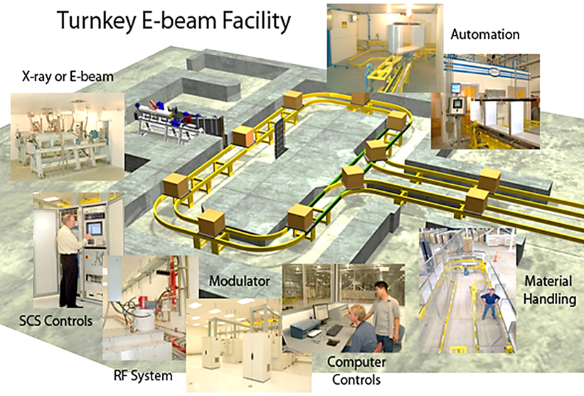 Turnkey E-beam Facility
Automation
X-ray or E-beam
Modulator
Material
Handling
SCS Controls
RF System
Computer
Controls